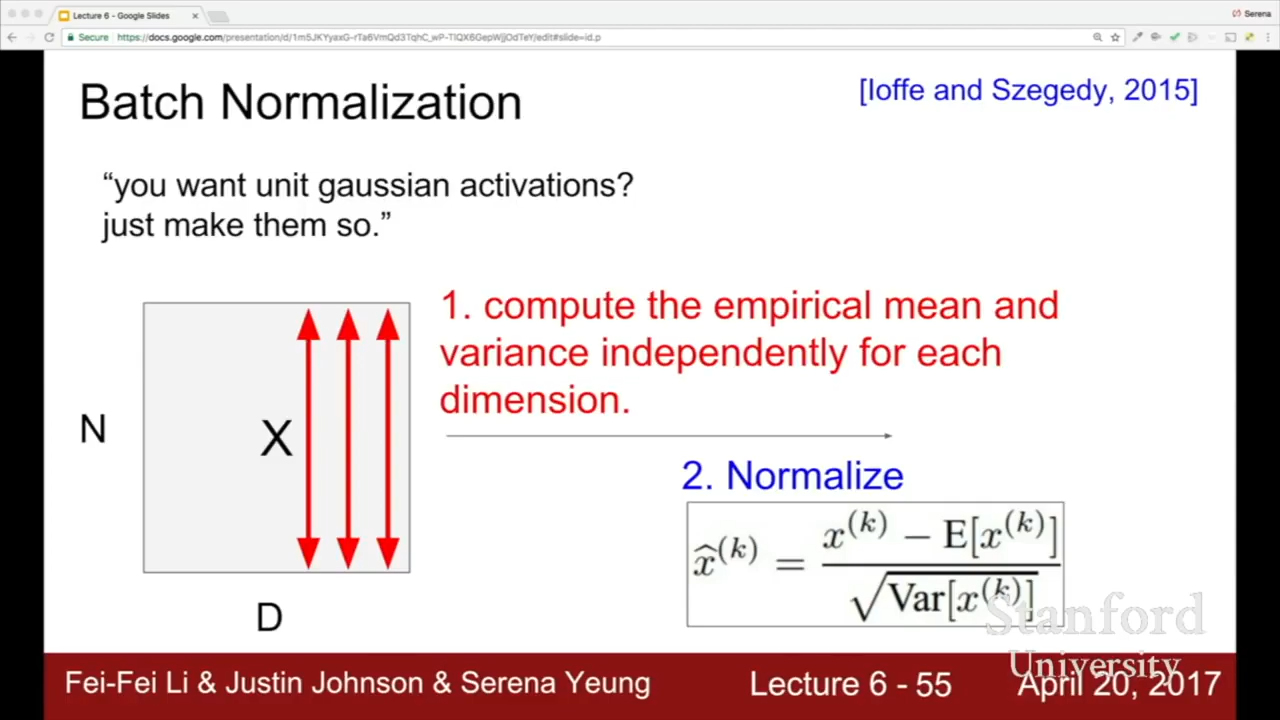 Lecture 6 - Google Slides
Serena
Secure https://docs.google.com/presentation/d/1m5JKYyaxG-rTa6VmQd3TqhC_wP-TlQX6GepWjjOdTeY/edit#slide=id.p
Batch Normalization
[Ioffe and Szegedy, 2015]
“you want unit gaussian activations?
just make them so.”
1. compute the empirical mean and
variance independently for each
dimension.
N
X
D
2. Normalize
x̂^(k) = (x^(k) − E[x^(k)]) / √Var[x^(k)]
Stanford
University
Fei-Fei Li & Justin Johnson & Serena Yeung
Lecture 6 - 55
April 20, 2017